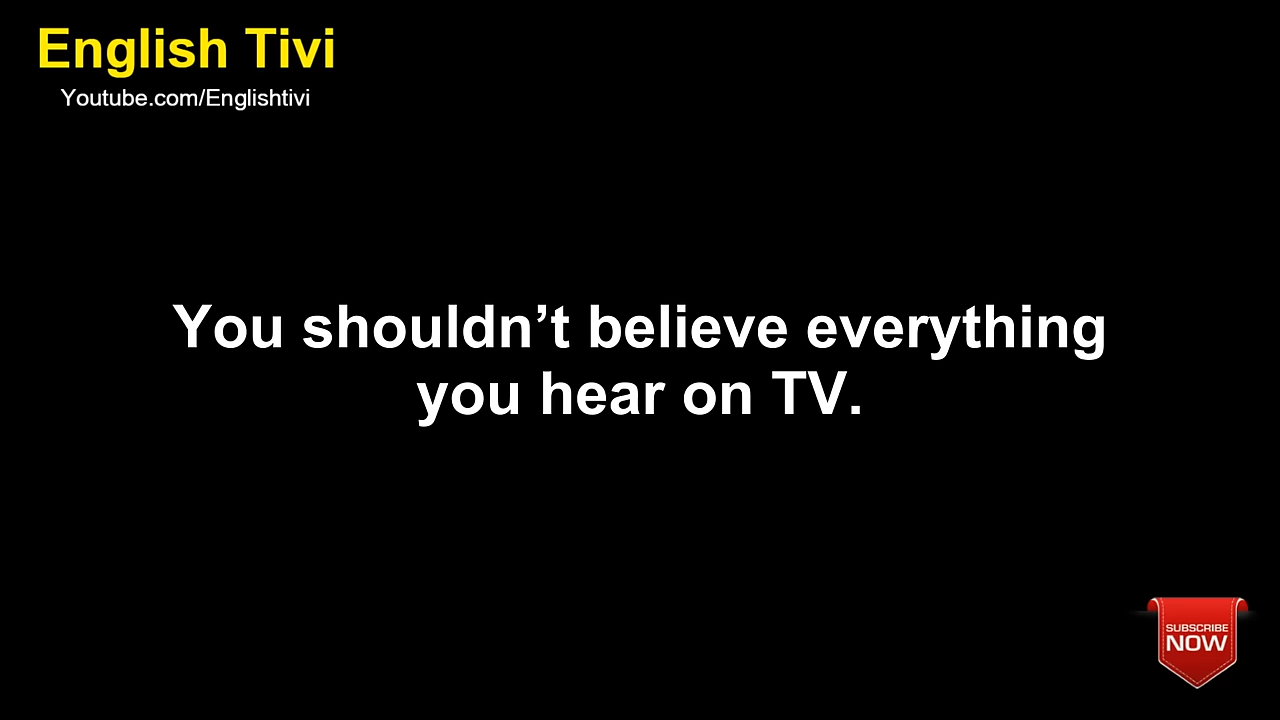 English Tivi
Youtube.com/Englishtivi
You shouldn’t believe everything
you hear on TV.
SUBSCRIBE
NOW